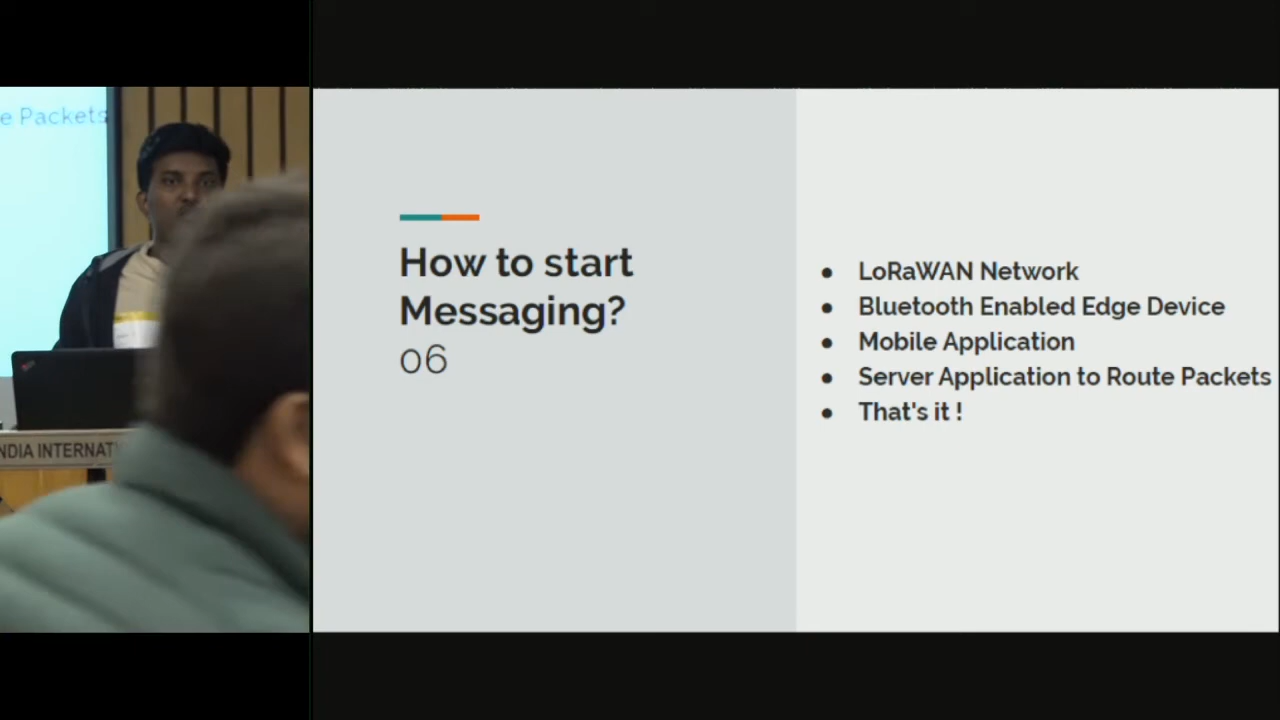 e Packets
NDIA INTERNAT
How to start
Messaging?
06
● LoRaWAN Network
● Bluetooth Enabled Edge Device
● Mobile Application
● Server Application to Route Packets
● That's it !